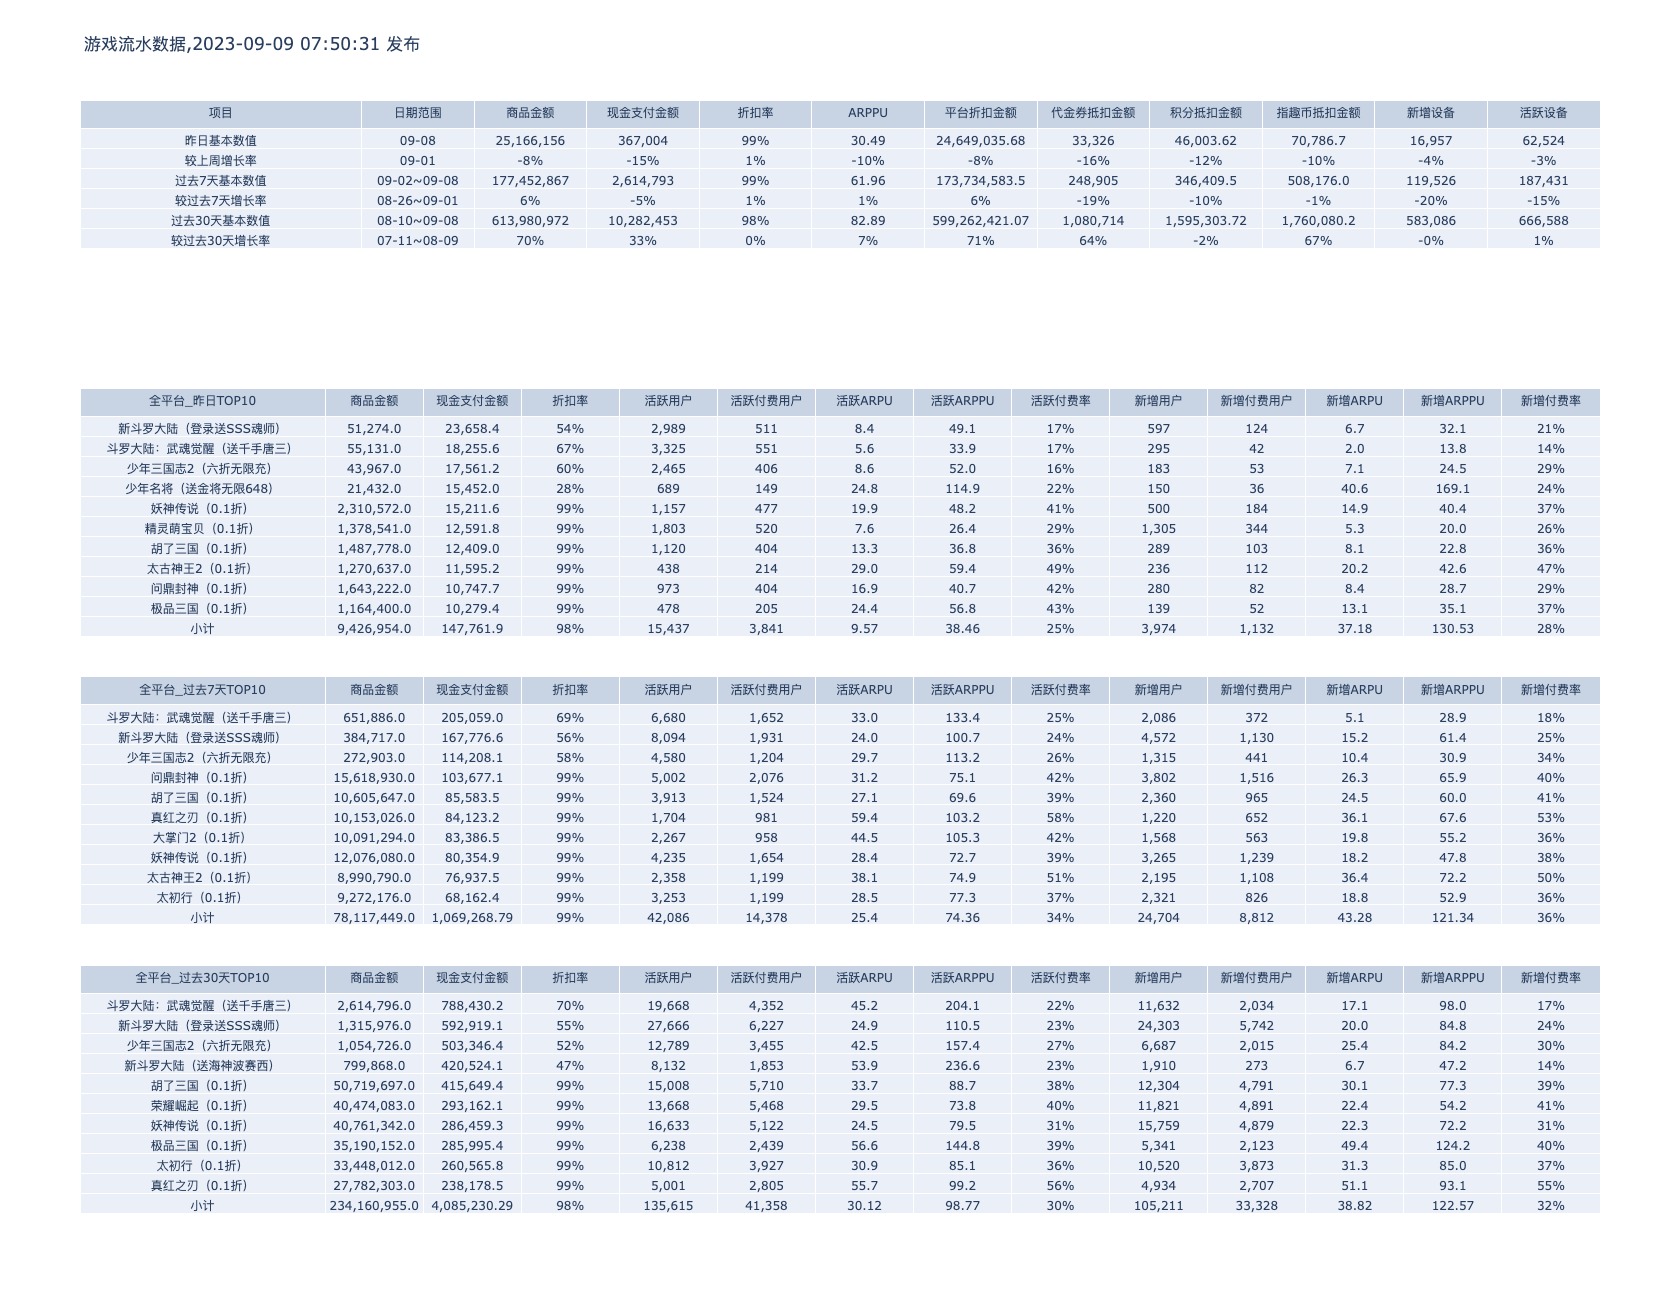 游戏流水数据,2023-09-09 07:50:31 发布
项目 日期范围 商品金额 现金支付金额 折扣率 ARPPU 平台折扣金额 代金券抵扣金额 积分抵扣金额 指趣币抵扣金额 新增设备 活跃设备
昨日基本数值 09-08 25,166,156 367,004 99% 30.49 24,649,035.68 33,326 46,003.62 70,786.7 16,957 62,524
较上周增长率 09-01 -8% -15% 1% -10% -8% -16% -12% -10% -4% -3%
过去7天基本数值 09-02~09-08 177,452,867 2,614,793 99% 61.96 173,734,583.5 248,905 346,409.5 508,176.0 119,526 187,431
较过去7天增长率 08-26~09-01 6% -5% 1% 1% 6% -19% -10% -1% -20% -15%
过去30天基本数值 08-10~09-08 613,980,972 10,282,453 98% 82.89 599,262,421.07 1,080,714 1,595,303.72 1,760,080.2 583,086 666,588
较过去30天增长率 07-11~08-09 70% 33% 0% 7% 71% 64% -2% 67% -0% 1%
全平台_昨日TOP10 商品金额 现金支付金额 折扣率 活跃用户 活跃付费用户 活跃ARPU 活跃ARPPU 活跃付费率 新增用户 新增付费用户 新增ARPU 新增ARPPU 新增付费率
新斗罗大陆（登录送SSS魂师） 51,274.0 23,658.4 54% 2,989 511 8.4 49.1 17% 597 124 6.7 32.1 21%
斗罗大陆：武魂觉醒（送千手唐三） 55,131.0 18,255.6 67% 3,325 551 5.6 33.9 17% 295 42 2.0 13.8 14%
少年三国志2（六折无限充） 43,967.0 17,561.2 60% 2,465 406 8.6 52.0 16% 183 53 7.1 24.5 29%
少年名将（送金将无限648） 21,432.0 15,452.0 28% 689 149 24.8 114.9 22% 150 36 40.6 169.1 24%
妖神传说（0.1折） 2,310,572.0 15,211.6 99% 1,157 477 19.9 48.2 41% 500 184 14.9 40.4 37%
精灵萌宝贝（0.1折） 1,378,541.0 12,591.8 99% 1,803 520 7.6 26.4 29% 1,305 344 5.3 20.0 26%
胡了三国（0.1折） 1,487,778.0 12,409.0 99% 1,120 404 13.3 36.8 36% 289 103 8.1 22.8 36%
太古神王2（0.1折） 1,270,637.0 11,595.2 99% 438 214 29.0 59.4 49% 236 112 20.2 42.6 47%
问鼎封神（0.1折） 1,643,222.0 10,747.7 99% 973 404 16.9 40.7 42% 280 82 8.4 28.7 29%
极品三国（0.1折） 1,164,400.0 10,279.4 99% 478 205 24.4 56.8 43% 139 52 13.1 35.1 37%
小计 9,426,954.0 147,761.9 98% 15,437 3,841 9.57 38.46 25% 3,974 1,132 37.18 130.53 28%
全平台_过去7天TOP10 商品金额 现金支付金额 折扣率 活跃用户 活跃付费用户 活跃ARPU 活跃ARPPU 活跃付费率 新增用户 新增付费用户 新增ARPU 新增ARPPU 新增付费率
斗罗大陆：武魂觉醒（送千手唐三） 651,886.0 205,059.0 69% 6,680 1,652 33.0 133.4 25% 2,086 372 5.1 28.9 18%
新斗罗大陆（登录送SSS魂师） 384,717.0 167,776.6 56% 8,094 1,931 24.0 100.7 24% 4,572 1,130 15.2 61.4 25%
少年三国志2（六折无限充） 272,903.0 114,208.1 58% 4,580 1,204 29.7 113.2 26% 1,315 441 10.4 30.9 34%
问鼎封神（0.1折） 15,618,930.0 103,677.1 99% 5,002 2,076 31.2 75.1 42% 3,802 1,516 26.3 65.9 40%
胡了三国（0.1折） 10,605,647.0 85,583.5 99% 3,913 1,524 27.1 69.6 39% 2,360 965 24.5 60.0 41%
真红之刃（0.1折） 10,153,026.0 84,123.2 99% 1,704 981 59.4 103.2 58% 1,220 652 36.1 67.6 53%
大掌门2（0.1折） 10,091,294.0 83,386.5 99% 2,267 958 44.5 105.3 42% 1,568 563 19.8 55.2 36%
妖神传说（0.1折） 12,076,080.0 80,354.9 99% 4,235 1,654 28.4 72.7 39% 3,265 1,239 18.2 47.8 38%
太古神王2（0.1折） 8,990,790.0 76,937.5 99% 2,358 1,199 38.1 74.9 51% 2,195 1,108 36.4 72.2 50%
太初行（0.1折） 9,272,176.0 68,162.4 99% 3,253 1,199 28.5 77.3 37% 2,321 826 18.8 52.9 36%
小计 78,117,449.0 1,069,268.79 99% 42,086 14,378 25.4 74.36 34% 24,704 8,812 43.28 121.34 36%
全平台_过去30天TOP10 商品金额 现金支付金额 折扣率 活跃用户 活跃付费用户 活跃ARPU 活跃ARPPU 活跃付费率 新增用户 新增付费用户 新增ARPU 新增ARPPU 新增付费率
斗罗大陆：武魂觉醒（送千手唐三） 2,614,796.0 788,430.2 70% 19,668 4,352 45.2 204.1 22% 11,632 2,034 17.1 98.0 17%
新斗罗大陆（登录送SSS魂师） 1,315,976.0 592,919.1 55% 27,666 6,227 24.9 110.5 23% 24,303 5,742 20.0 84.8 24%
少年三国志2（六折无限充） 1,054,726.0 503,346.4 52% 12,789 3,455 42.5 157.4 27% 6,687 2,015 25.4 84.2 30%
新斗罗大陆（送海神波赛西） 799,868.0 420,524.1 47% 8,132 1,853 53.9 236.6 23% 1,910 273 6.7 47.2 14%
胡了三国（0.1折） 50,719,697.0 415,649.4 99% 15,008 5,710 33.7 88.7 38% 12,304 4,791 30.1 77.3 39%
荣耀崛起（0.1折） 40,474,083.0 293,162.1 99% 13,668 5,468 29.5 73.8 40% 11,821 4,891 22.4 54.2 41%
妖神传说（0.1折） 40,761,342.0 286,459.3 99% 16,633 5,122 24.5 79.5 31% 15,759 4,879 22.3 72.2 31%
极品三国（0.1折） 35,190,152.0 285,995.4 99% 6,238 2,439 56.6 144.8 39% 5,341 2,123 49.4 124.2 40%
太初行（0.1折） 33,448,012.0 260,565.8 99% 10,812 3,927 30.9 85.1 36% 10,520 3,873 31.3 85.0 37%
真红之刃（0.1折） 27,782,303.0 238,178.5 99% 5,001 2,805 55.7 99.2 56% 4,934 2,707 51.1 93.1 55%
小计 234,160,955.0 4,085,230.29 98% 135,615 41,358 30.12 98.77 30% 105,211 33,328 38.82 122.57 32%